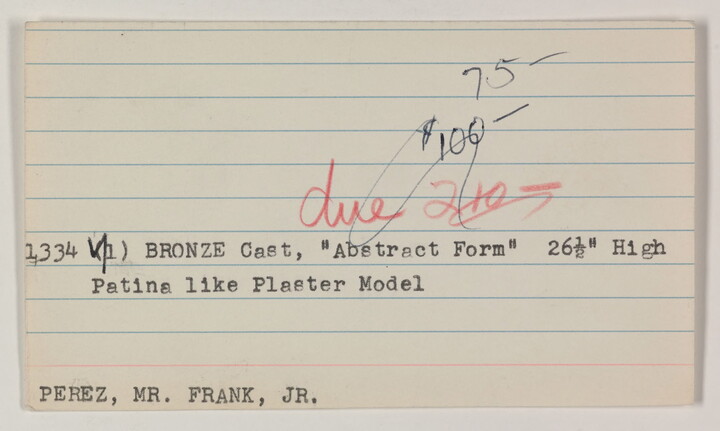 75 —
$100 —
due 2/10
1334 (1) BRONZE Cast, "Abstract Form" 26½" High
Patina like Plaster Model
PEREZ, MR. FRANK, JR.